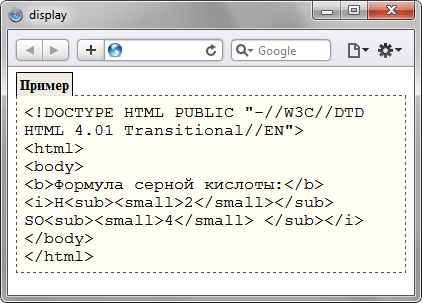 display
Google
Пример
<!DOCTYPE HTML PUBLIC "-//W3C//DTD
HTML 4.01 Transitional//EN">
<html>
<body>
<b>Формула серной кислоты:</b>
<i>H<sub><small>2</small></sub>
SO<sub><small>4</small> </sub></i>
</body>
</html>